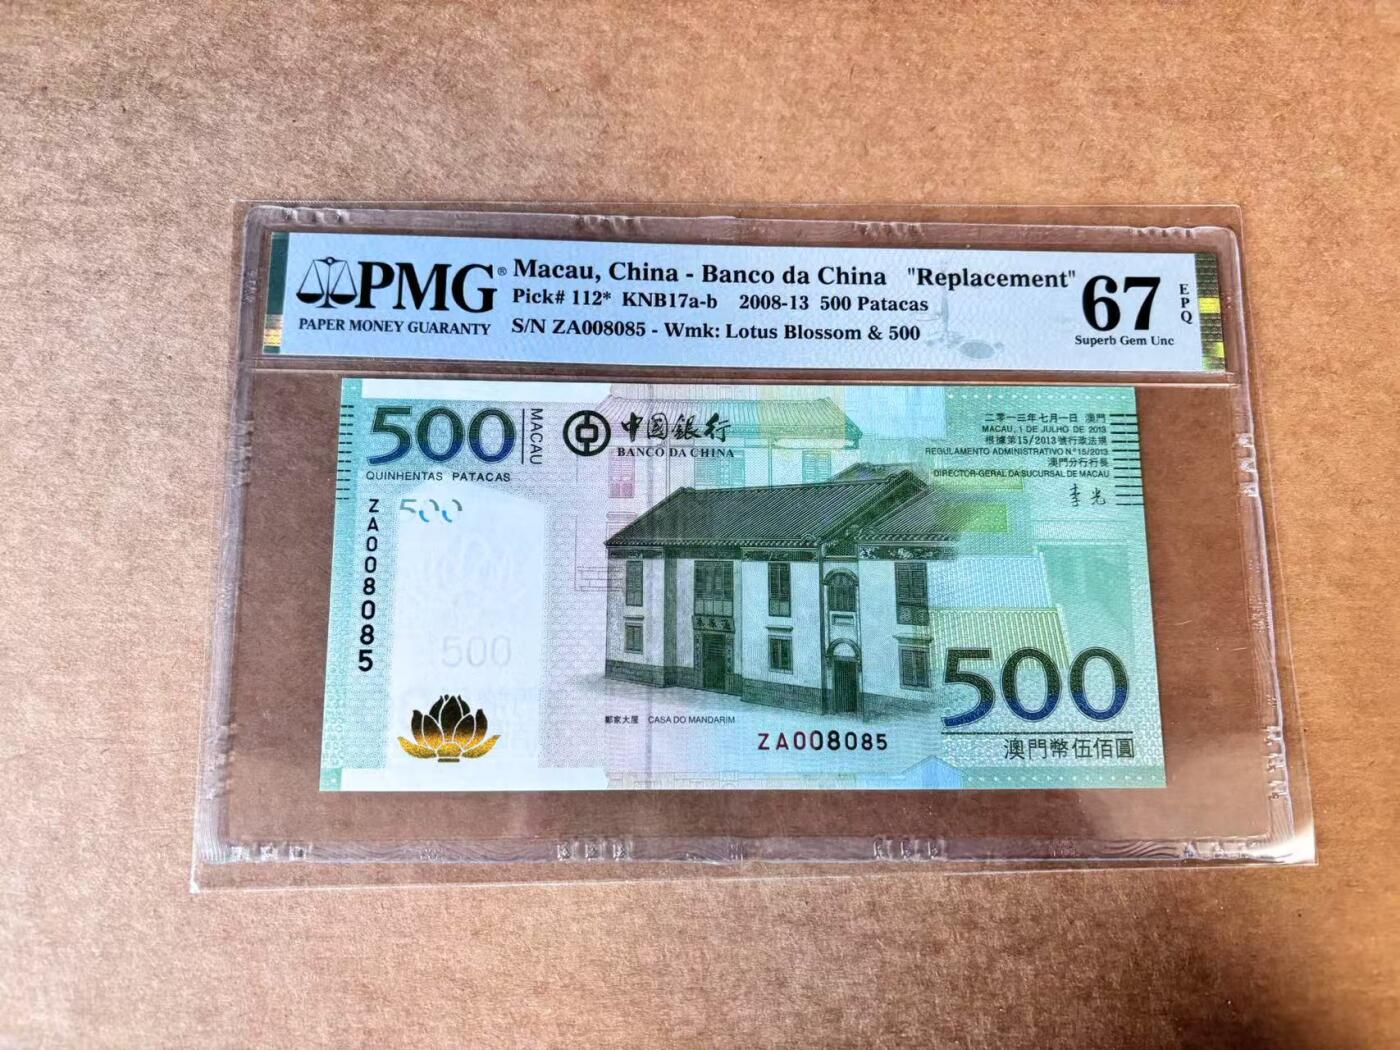 PMG®
PAPER MONEY GUARANTY
Macau, China - Banco da China "Replacement"
Pick# 112* KNB17a-b 2008-13 500 Patacas
S/N ZA008085 - Wmk: Lotus Blossom & 500
67
EPQ
Superb Gem Unc
500
MACAU
QUINHENTAS PATACAS
中國銀行
BANCO DA CHINA
二零一三年七月一日 澳門
MACAU, 1 DE JULHO DE 2013
根據第15/2013號行政法規
REGULAMENTO ADMINISTRATIVO N.º 15/2013
澳門分行行長
DIRECTOR-GERAL DA SUCURSAL DE MACAU
李光
ZA008085
500
500
鄭家大屋 CASA DO MANDARIM
ZA008085
500
澳門幣伍佰圓